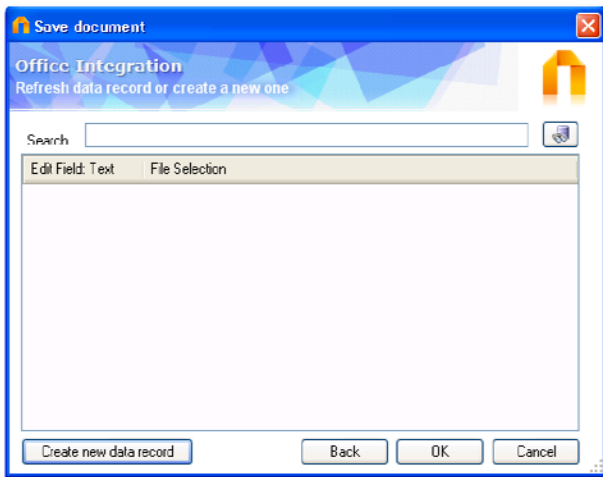 Save document
Office Integration
Refresh data record or create a new one
Search
Edit Field: Text File Selection
Create new data record Back OK Cancel